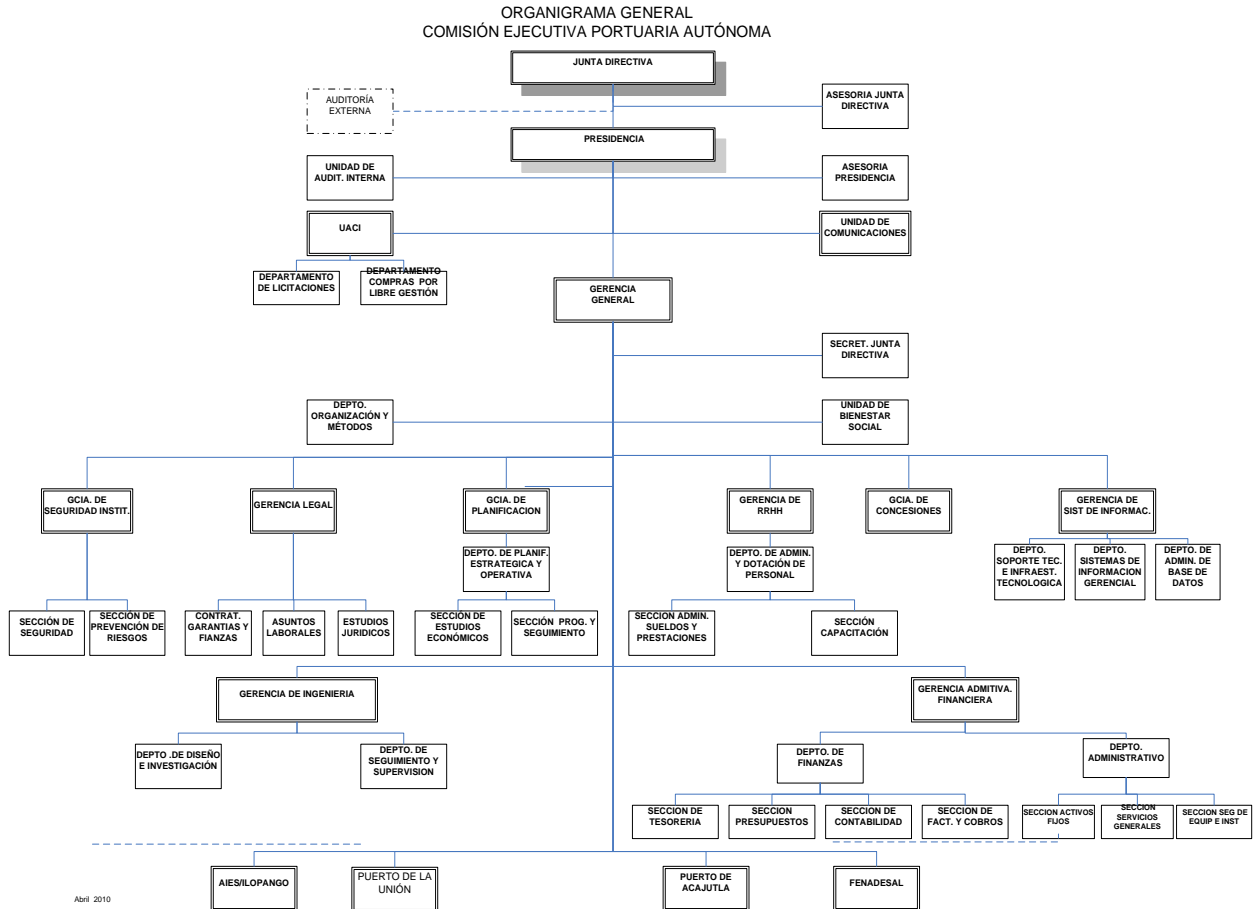 ORGANIGRAMA GENERAL
COMISIÓN EJECUTIVA PORTUARIA AUTÓNOMA
JUNTA DIRECTIVA
AUDITORÍA
EXTERNA
ASESORIA JUNTA
DIRECTIVA
PRESIDENCIA
UNIDAD DE
AUDIT. INTERNA
ASESORIA
PRESIDENCIA
UACI
UNIDAD DE
COMUNICACIONES
DEPARTAMENTO
DE LICITACIONES
DEPARTAMENTO
COMPRAS POR
LIBRE GESTIÓN
GERENCIA
GENERAL
SECRET. JUNTA
DIRECTIVA
DEPTO.
ORGANIZACIÓN Y
MÉTODOS
UNIDAD DE
BIENESTAR
SOCIAL
GCIA. DE
SEGURIDAD INSTIT.
GERENCIA LEGAL
GCIA. DE
PLANIFICACION
GERENCIA DE
RRHH
GCIA. DE
CONCESIONES
GERENCIA DE
SIST DE INFORMAC.
DEPTO. DE PLANIF.
ESTRATEGICA Y
OPERATIVA
DEPTO. DE ADMIN.
Y DOTACIÓN DE
PERSONAL
DEPTO.
SOPORTE TEC.
E INFRAEST.
TECNOLOGICA
DEPTO.
SISTEMAS DE
INFORMACION
GERENCIAL
DEPTO. DE
ADMIN. DE
BASE DE
DATOS
SECCIÓN DE
SEGURIDAD
SECCIÓN DE
PREVENCIÓN DE
RIESGOS
CONTRAT.
GARANTIAS Y
FIANZAS
ASUNTOS
LABORALES
ESTUDIOS
JURIDICOS
SECCIÓN DE
ESTUDIOS
ECONÓMICOS
SECCIÓN PROG. Y
SEGUIMIENTO
SECCION ADMIN.
SUELDOS Y
PRESTACIONES
SECCIÓN
CAPACITACIÓN
GERENCIA DE INGENIERIA
GERENCIA ADMITIVA.
FINANCIERA
DEPTO .DE DISEÑO
E INVESTIGACIÓN
DEPTO. DE
SEGUIMIENTO Y
SUPERVISION
DEPTO. DE
FINANZAS
DEPTO.
ADMINISTRATIVO
SECCION DE
TESORERIA
SECCION
PRESUPUESTOS
SECCION DE
CONTABILIDAD
SECCION DE
FACT. Y COBROS
SECCION ACTIVOS
FIJOS
SECCION
SERVICIOS
GENERALES
SECCION SEG DE
EQUIP E INST
AIES/ILOPANGO
PUERTO DE LA
UNIÓN
PUERTO DE
ACAJUTLA
FENADESAL
Abril 2010